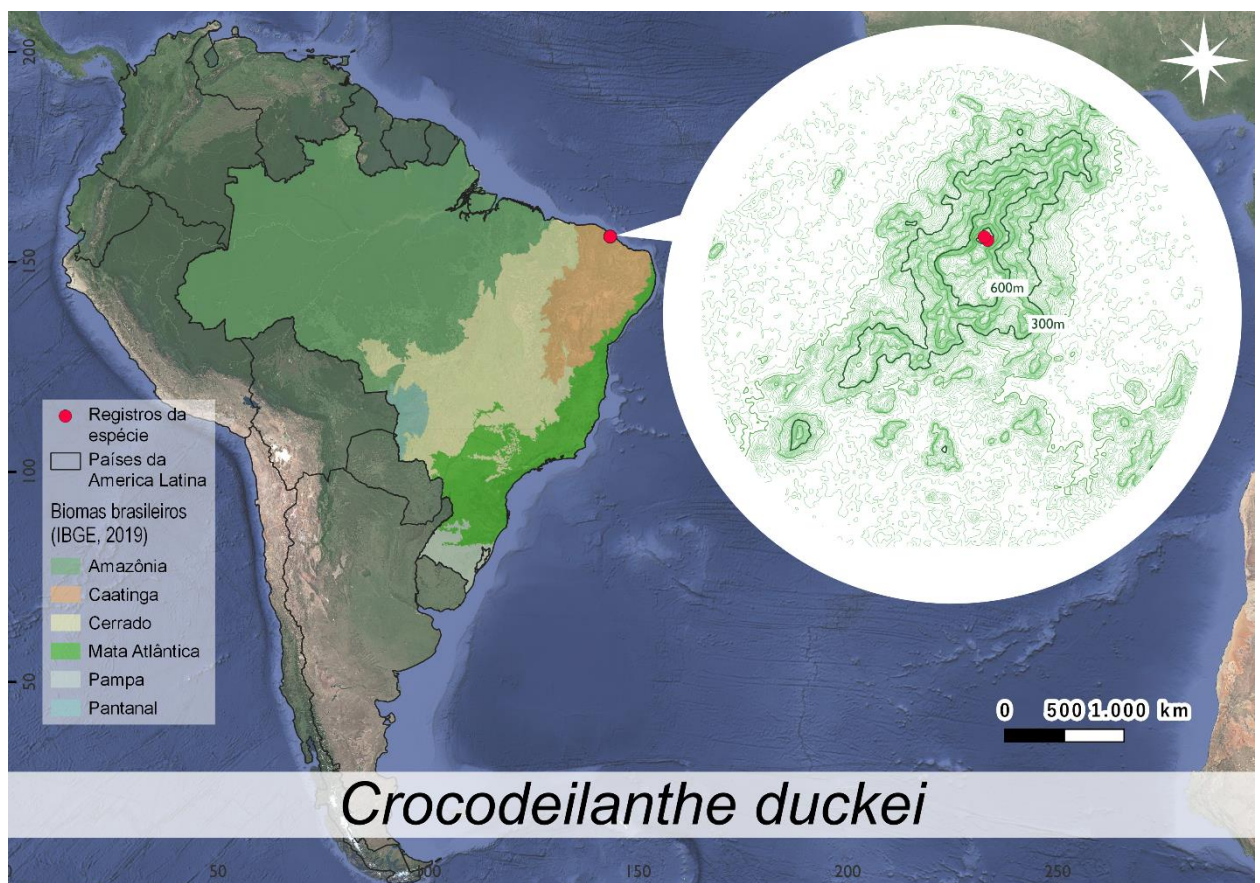 200
150
100
50
600m
300m
Registros da
espécie
Países da
America Latina
Biomas brasileiros
(IBGE, 2019)
Amazônia
Caatinga
Cerrado
Mata Atlântica
Pampa
Pantanal
0 500 1.000 km
Crocodeilanthe duckei
0 50 100 150 200 250